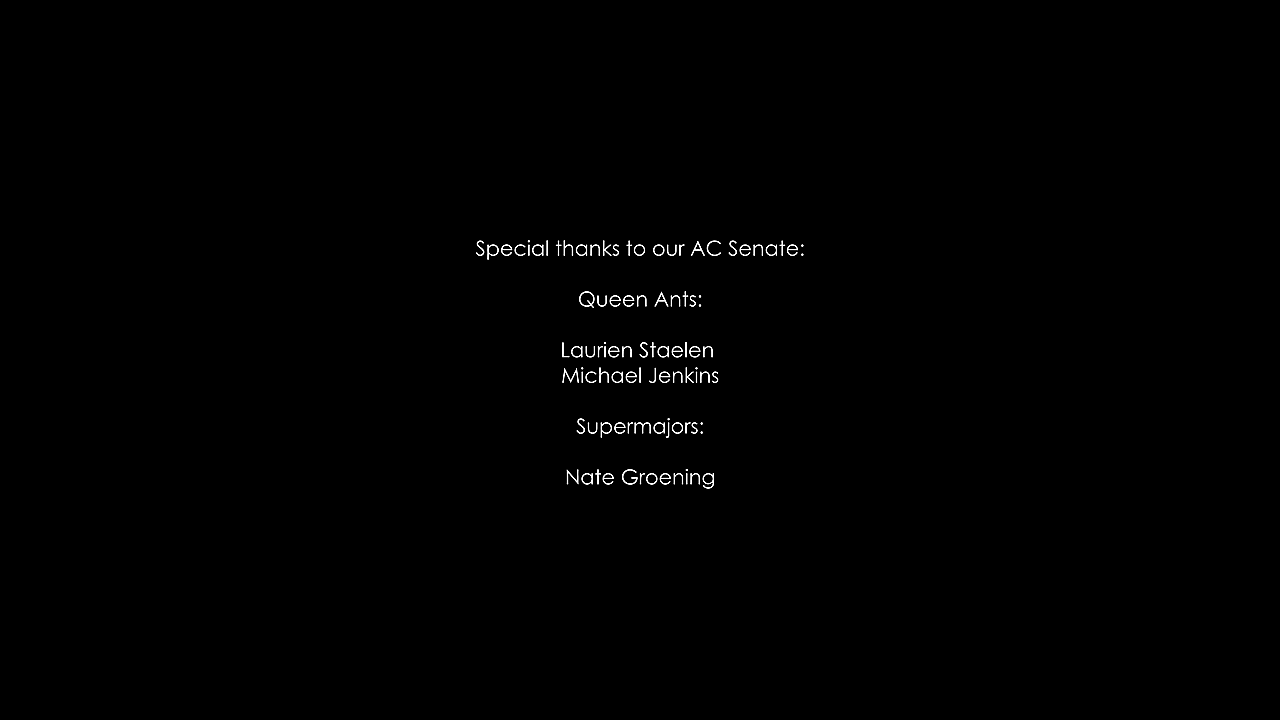 Special thanks to our AC Senate:
Queen Ants:
Laurien Staelen
Michael Jenkins
Supermajors:
Nate Groening